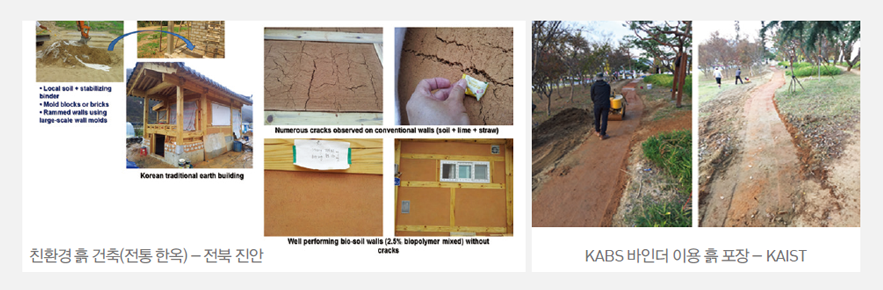 • Local soil + stabilizing
binder
• Mold blocks or bricks
• Rammed walls using
large-scale wall molds
Korean traditional earth building
Numerous cracks observed on conventional walls (soil + lime + straw)
Well performing bio-soil walls (2.5% biopolymer mixed) without
cracks
친환경 흙 건축(전통 한옥) – 전북 진안
KABS 바인더 이용 흙 포장 – KAIST